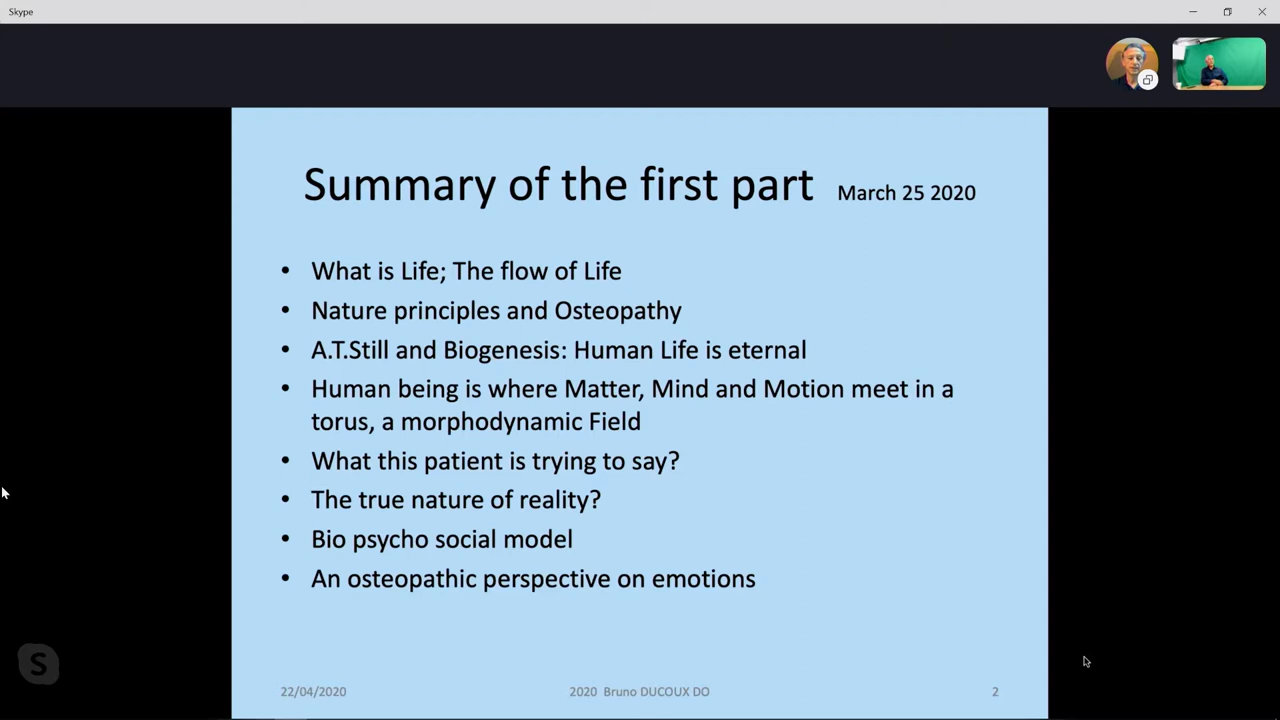 Skype
Summary of the first part March 25 2020
• What is Life; The flow of Life
• Nature principles and Osteopathy
• A.T.Still and Biogenesis: Human Life is eternal
• Human being is where Matter, Mind and Motion meet in a
torus, a morphodynamic Field
• What this patient is trying to say?
• The true nature of reality?
• Bio psycho social model
• An osteopathic perspective on emotions
S
22/04/2020 2020 Bruno DUCOUX DO 2